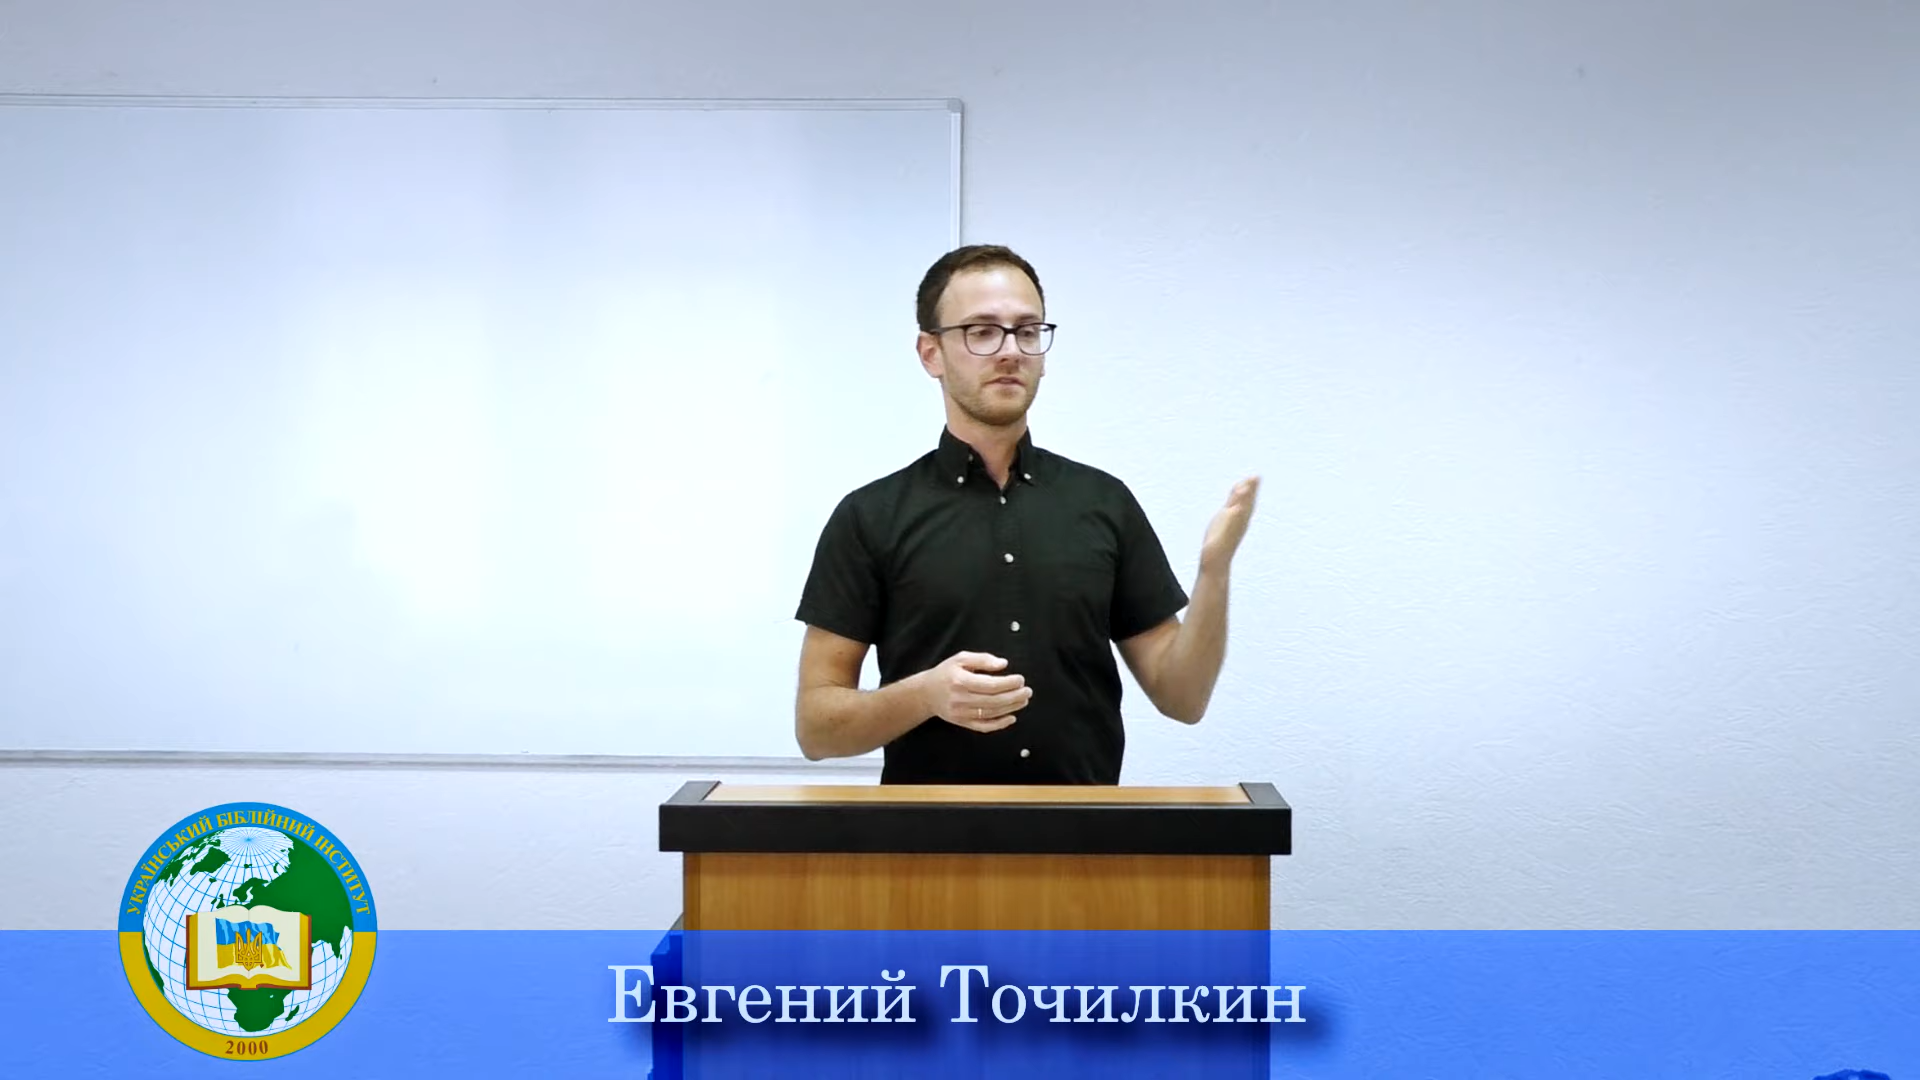 УКРАЇНСЬКИЙ БІБЛІЙНИЙ ІНСТИТУТ
2000
Евгений Точилкин